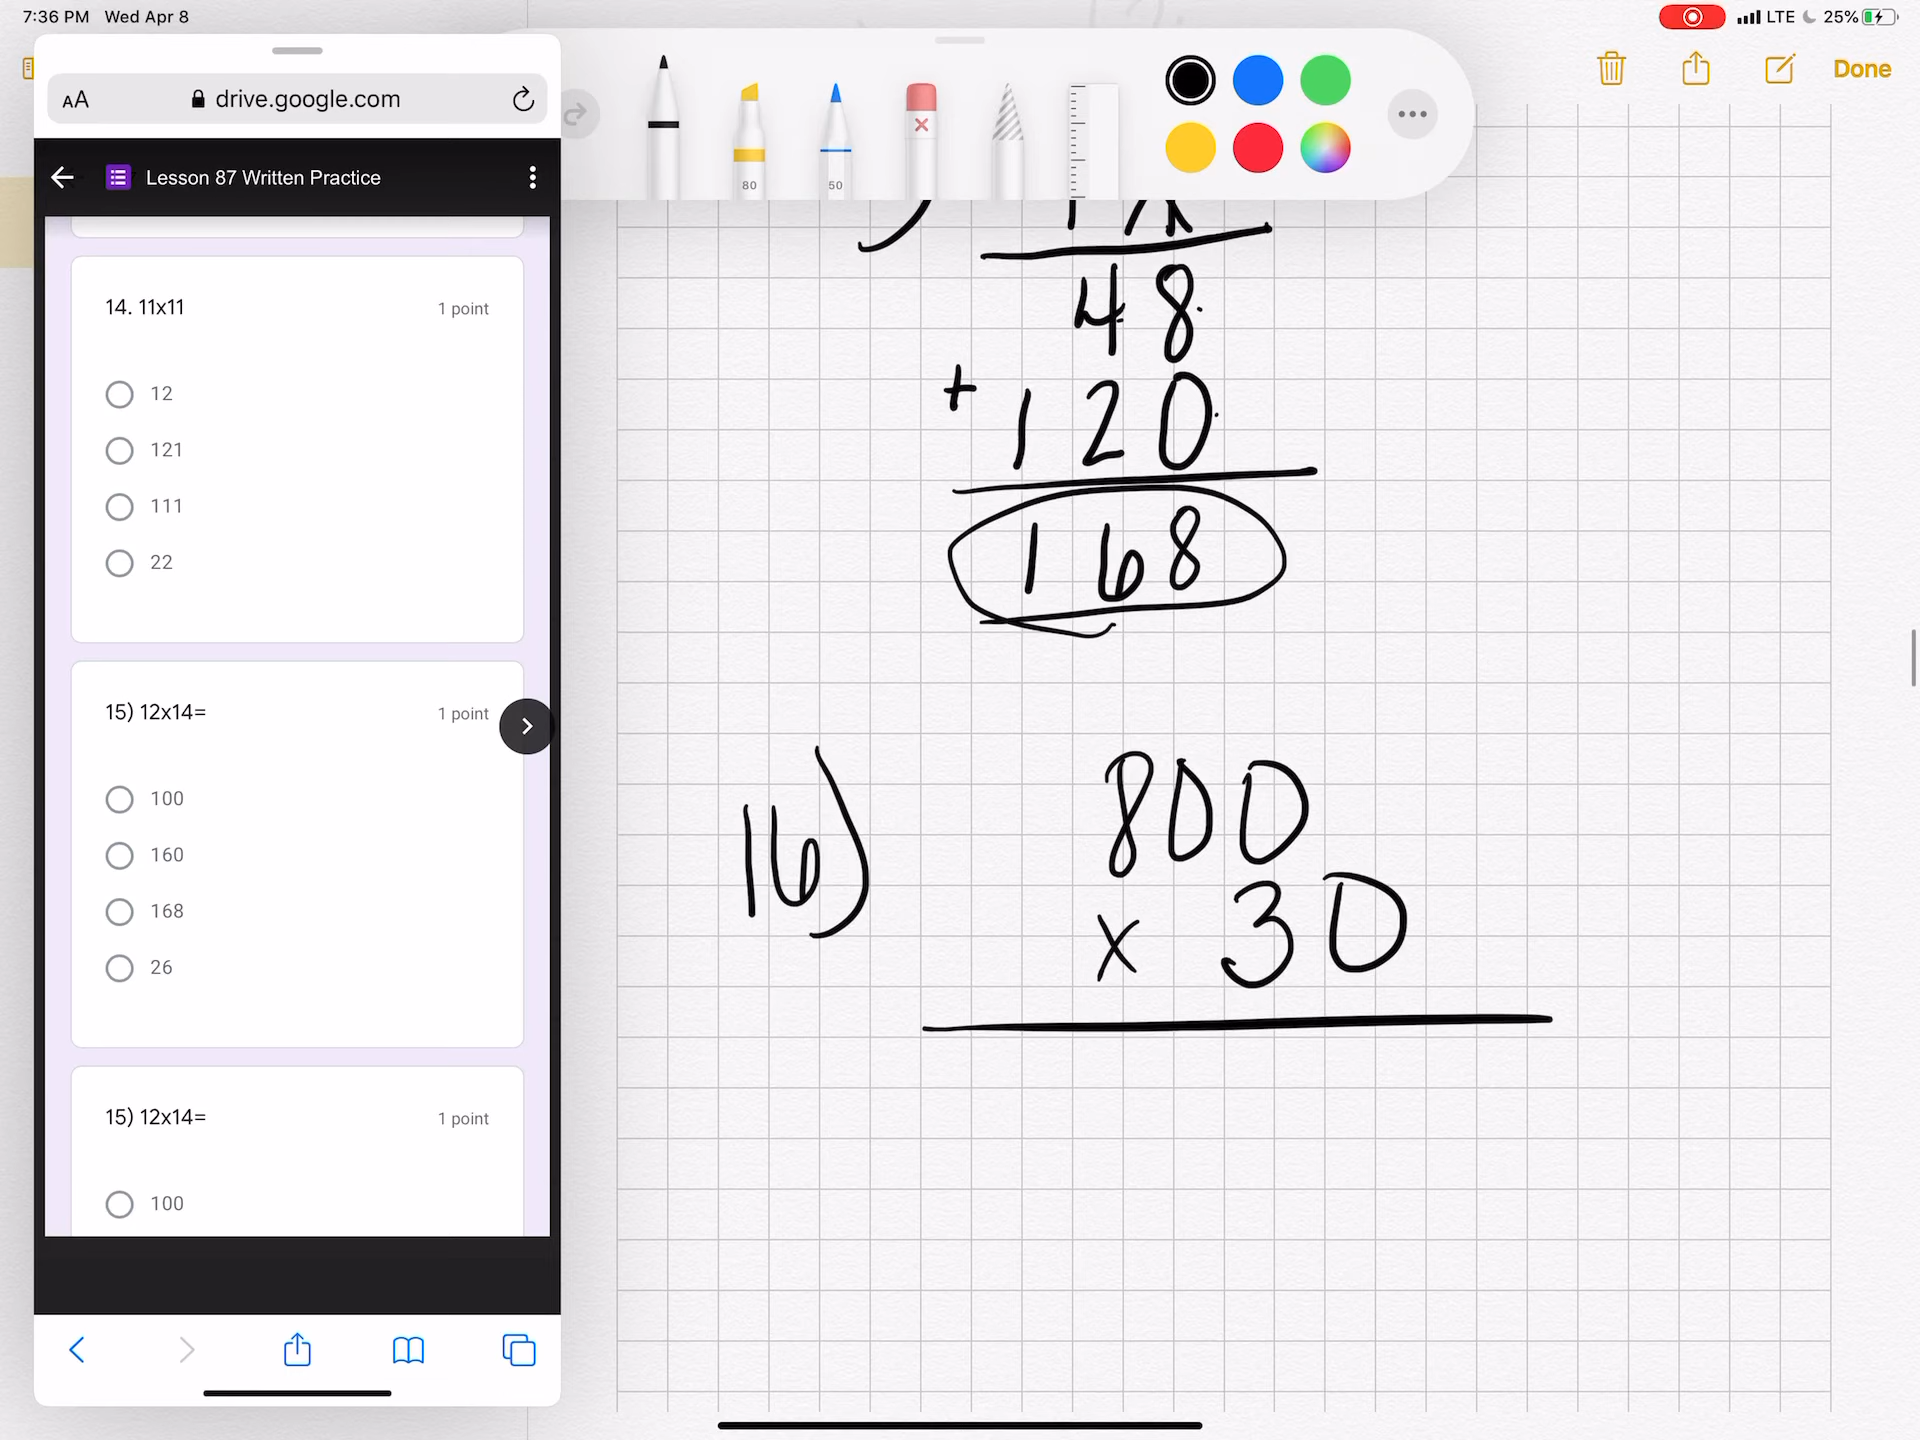 7:36 PM Wed Apr 8
LTE 25%
AA drive.google.com
Done
80
50
Lesson 87 Written Practice
14. 11x11 1 point
12
121
111
22
15) 12x14= 1 point
100
160
168
26
15) 12x14= 1 point
100
48
+ 120
168
16) 800
x 30